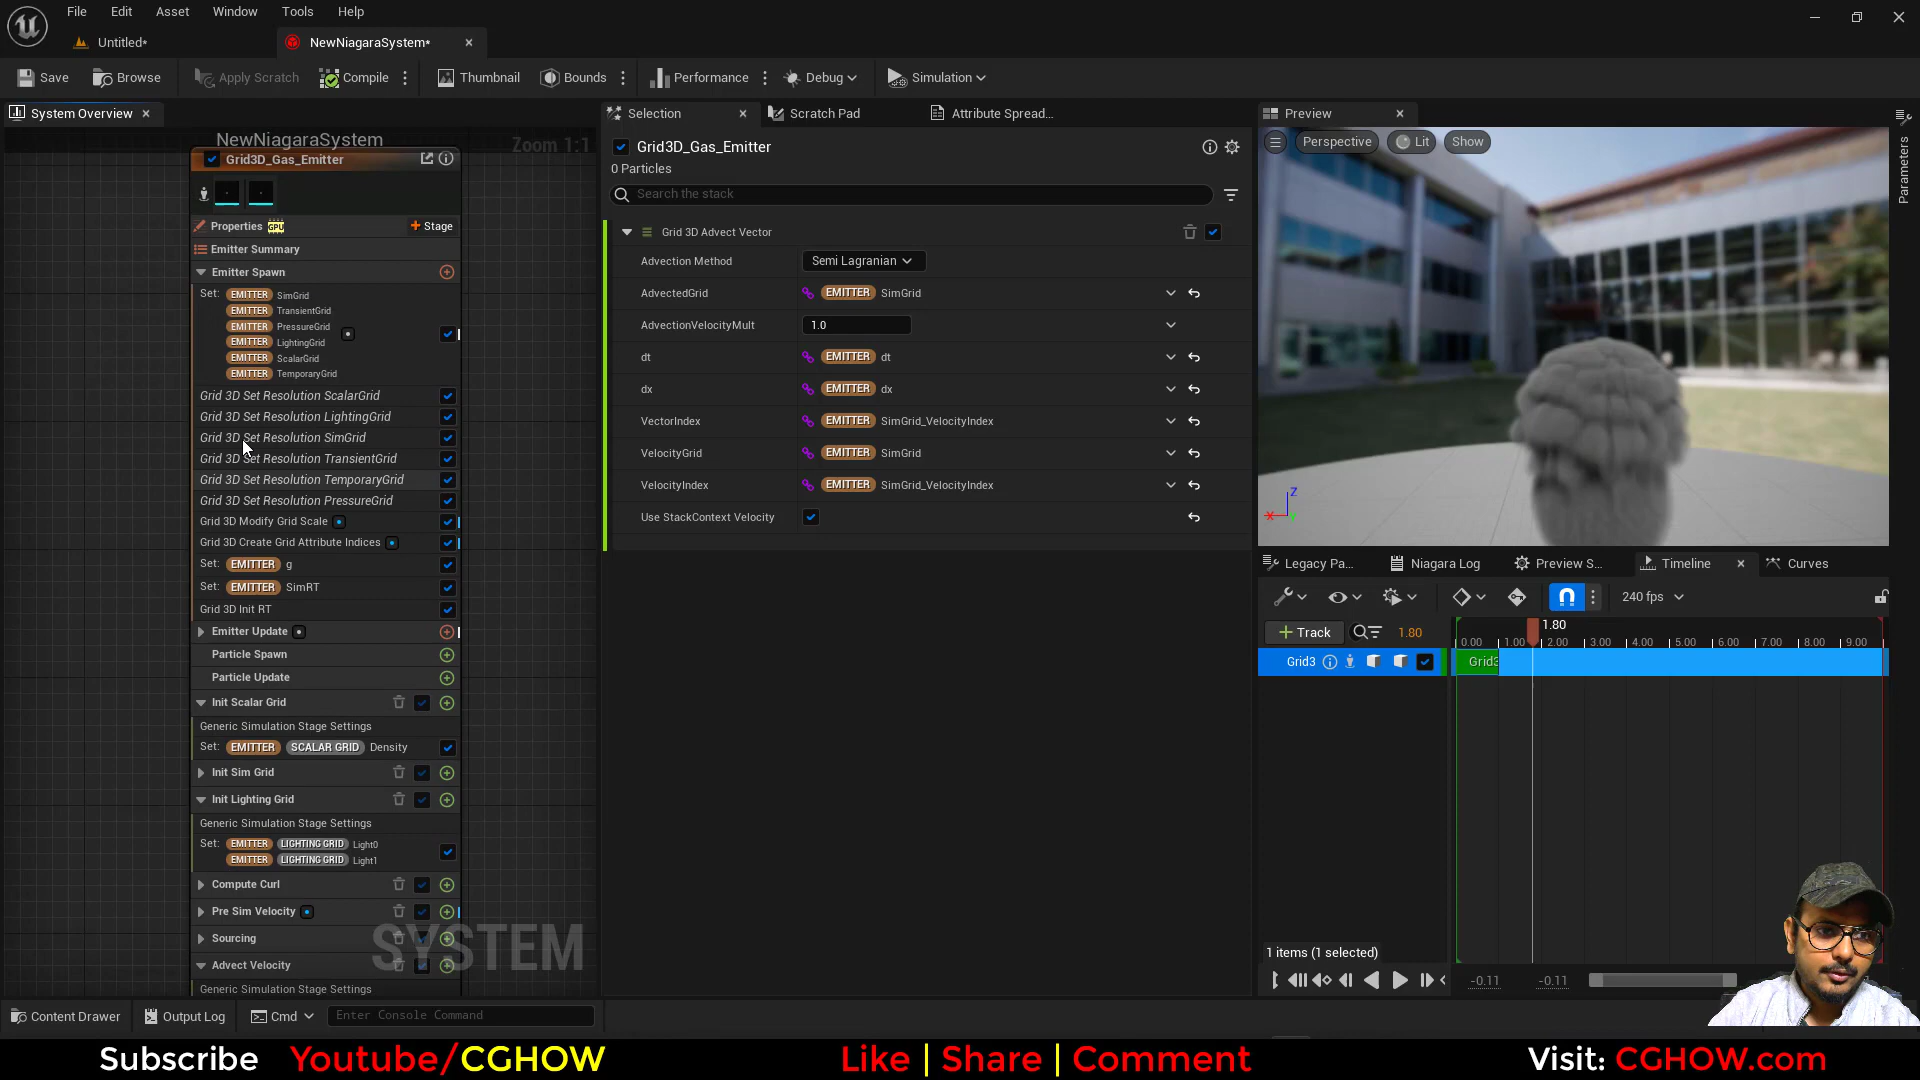 File Edit Asset Window Tools Help
Untitled* NewNiagaraSystem*
Save Browse Apply Scratch Compile Thumbnail Bounds Performance Debug Simulation
System Overview
NewNiagaraSystem
Zoom 1:1
Grid3D_Gas_Emitter
Properties GPU Stage
Emitter Summary
Emitter Spawn
Set: EMITTER SimGrid
EMITTER TransientGrid
EMITTER PressureGrid
EMITTER LightingGrid
EMITTER ScalarGrid
EMITTER TemporaryGrid
Grid 3D Set Resolution ScalarGrid
Grid 3D Set Resolution LightingGrid
Grid 3D Set Resolution SimGrid
Grid 3D Set Resolution TransientGrid
Grid 3D Set Resolution TemporaryGrid
Grid 3D Set Resolution PressureGrid
Grid 3D Modify Grid Scale
Grid 3D Create Grid Attribute Indices
Set: EMITTER g
Set: EMITTER SimRT
Grid 3D Init RT
Emitter Update
Particle Spawn
Particle Update
Init Scalar Grid
Generic Simulation Stage Settings
Set: EMITTER SCALAR GRID Density
Init Sim Grid
Init Lighting Grid
Generic Simulation Stage Settings
Set: EMITTER LIGHTING GRID Light0
EMITTER LIGHTING GRID Light1
Compute Curl
Pre Sim Velocity
Sourcing
Advect Velocity
Generic Simulation Stage Settings
SYSTEM
Selection Scratch Pad Attribute Spread...
Grid3D_Gas_Emitter
0 Particles
Search the stack
Grid 3D Advect Vector
Advection Method Semi Lagranian
AdvectedGrid EMITTER SimGrid
AdvectionVelocityMult 1.0
dt EMITTER dt
dx EMITTER dx
VectorIndex EMITTER SimGrid_VelocityIndex
VelocityGrid EMITTER SimGrid
VelocityIndex EMITTER SimGrid_VelocityIndex
Use StackContext Velocity
Preview
Perspective Lit Show
Z
X Y
Parameters
Legacy Pa... Niagara Log Preview S... Timeline Curves
240 fps
Track 1.80
1.80
0.00 1.00 2.00 3.00 4.00 5.00 6.00 7.00 8.00 9.00
Grid3 Grid3
1 items (1 selected)
-0.11 -0.11
Content Drawer Output Log Cmd Enter Console Command
Subscribe Youtube/CGHOW Like | Share | Comment Visit: CGHOW.com